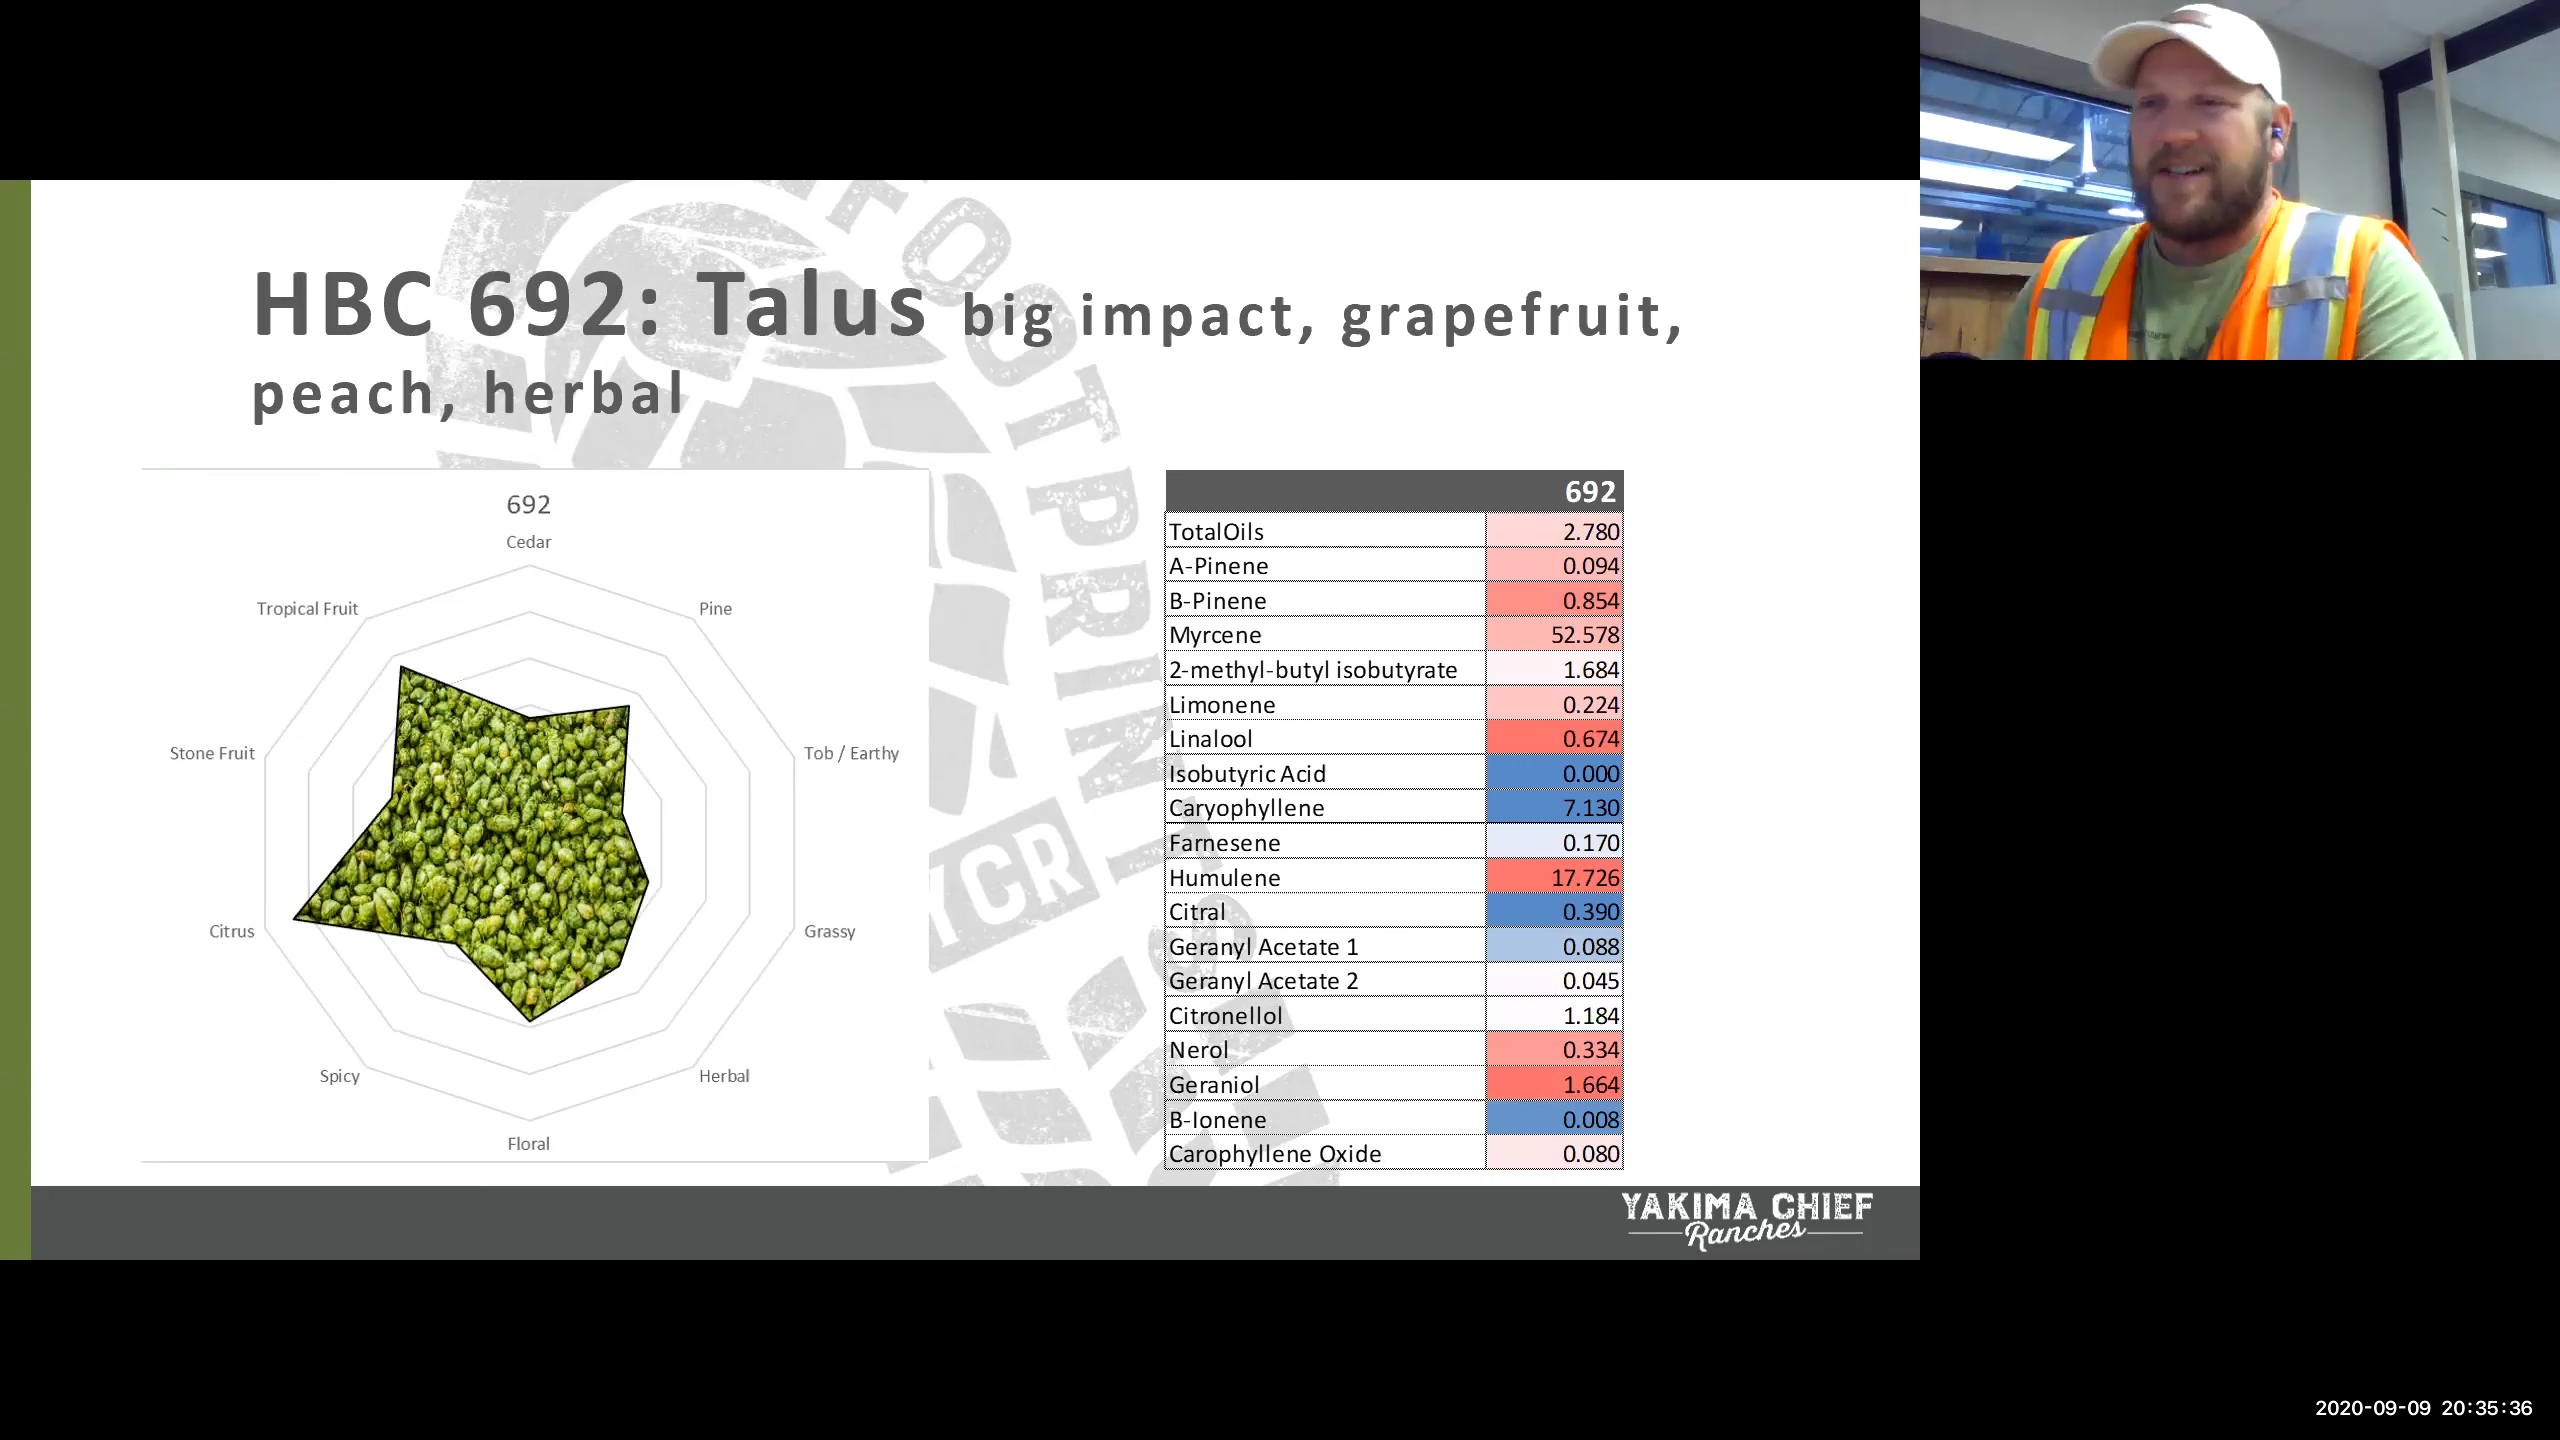 HBC 692: Talus big impact, grapefruit,
peach, herbal
692
Cedar
Tropical Fruit
Pine
Stone Fruit
Tob / Earthy
Citrus
Grassy
Spicy
Herbal
Floral
692
TotalOils 2.780
A-Pinene 0.094
B-Pinene 0.854
Myrcene 52.578
2-methyl-butyl isobutyrate 1.684
Limonene 0.224
Linalool 0.674
Isobutyric Acid 0.000
Caryophyllene 7.130
Farnesene 0.170
Humulene 17.726
Citral 0.390
Geranyl Acetate 1 0.088
Geranyl Acetate 2 0.045
Citronellol 1.184
Nerol 0.334
Geraniol 1.664
B-Ionene 0.008
Carophyllene Oxide 0.080
FOOTPRINTS
YCR
YAKIMA CHIEF
Ranches
2020-09-09 20:35:36